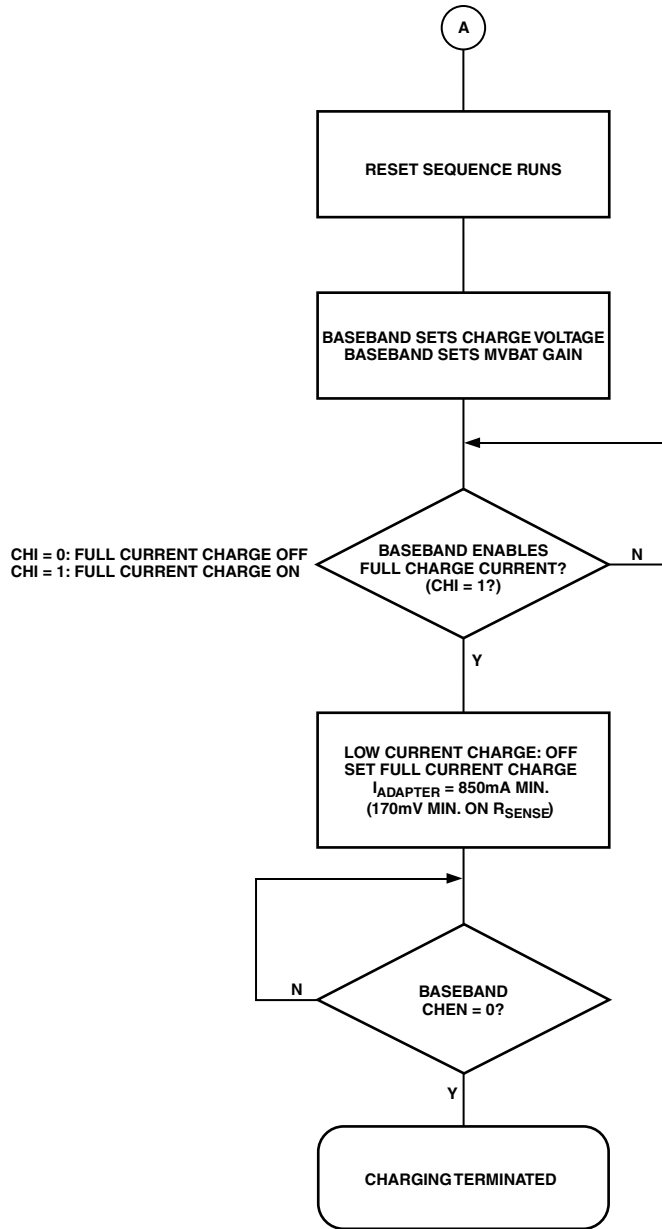 A
RESET SEQUENCE RUNS
BASEBAND SETS CHARGE VOLTAGE
BASEBAND SETS MVBAT GAIN
CHI = 0: FULL CURRENT CHARGE OFF
CHI = 1: FULL CURRENT CHARGE ON
BASEBAND ENABLES
FULL CHARGE CURRENT?
(CHI = 1?)
N
Y
LOW CURRENT CHARGE: OFF
SET FULL CURRENT CHARGE
IADAPTER = 850mA MIN.
(170mV MIN. ON RSENSE)
N
BASEBAND
CHEN = 0?
Y
CHARGING TERMINATED